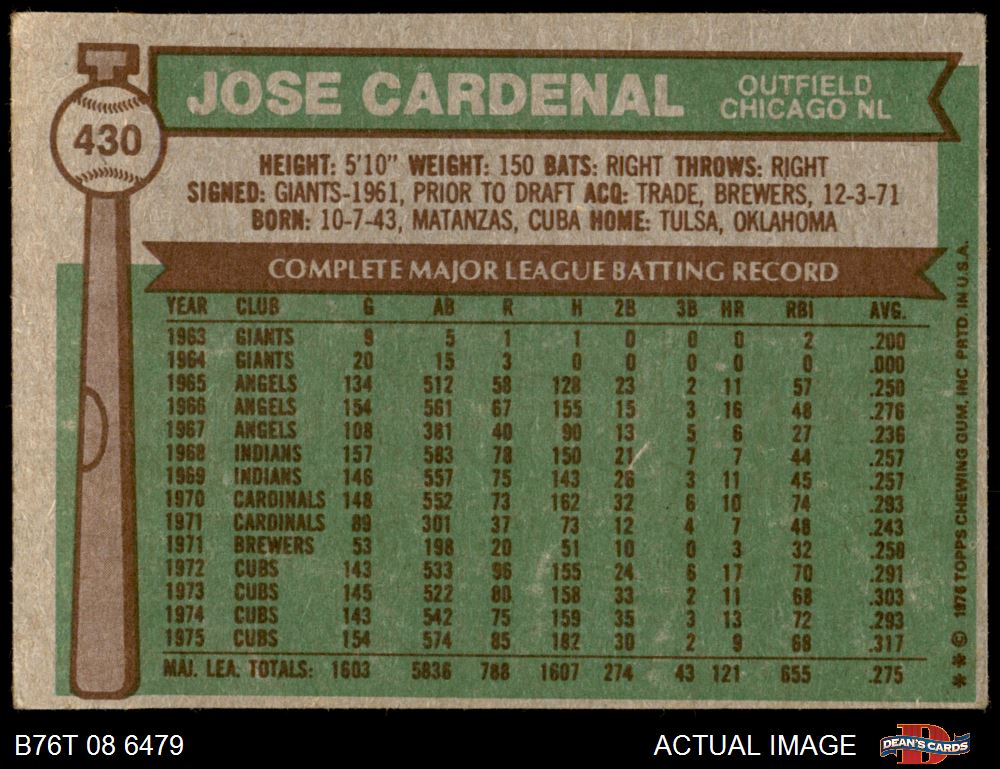 JOSE CARDENAL
OUTFIELD
CHICAGO NL
430
HEIGHT: 5'10" WEIGHT: 150 BATS: RIGHT THROWS: RIGHT
SIGNED: GIANTS-1961, PRIOR TO DRAFT ACQ: TRADE, BREWERS, 12-3-71
BORN: 10-7-43, MATANZAS, CUBA HOME: TULSA, OKLAHOMA
COMPLETE MAJOR LEAGUE BATTING RECORD
YEAR CLUB G AB R H 2B 3B HR RBI AVG.
1963 GIANTS 9 5 1 1 0 0 0 2 .200
1964 GIANTS 20 15 3 0 0 0 0 0 .000
1965 ANGELS 134 512 58 128 23 2 11 57 .250
1966 ANGELS 154 561 67 155 15 3 16 48 .276
1967 ANGELS 108 381 40 90 13 5 6 27 .236
1968 INDIANS 157 583 78 150 21 7 7 44 .257
1969 INDIANS 146 557 75 143 26 3 11 45 .257
1970 CARDINALS 148 552 73 162 32 6 10 74 .293
1971 CARDINALS 89 301 37 73 12 4 7 48 .243
1971 BREWERS 53 198 20 51 10 0 3 32 .258
1972 CUBS 143 533 96 155 24 6 17 70 .291
1973 CUBS 145 522 80 158 33 2 11 68 .303
1974 CUBS 143 542 75 159 35 3 13 72 .293
1975 CUBS 154 574 85 182 30 2 9 68 .317
MAJ. LEA. TOTALS: 1603 5836 788 1607 274 43 121 655 .275
* * © 1976 TOPPS CHEWING GUM, INC PRTD. IN U.S.A.
B76T 08 6479
ACTUAL IMAGE
DEAN'S CARDS